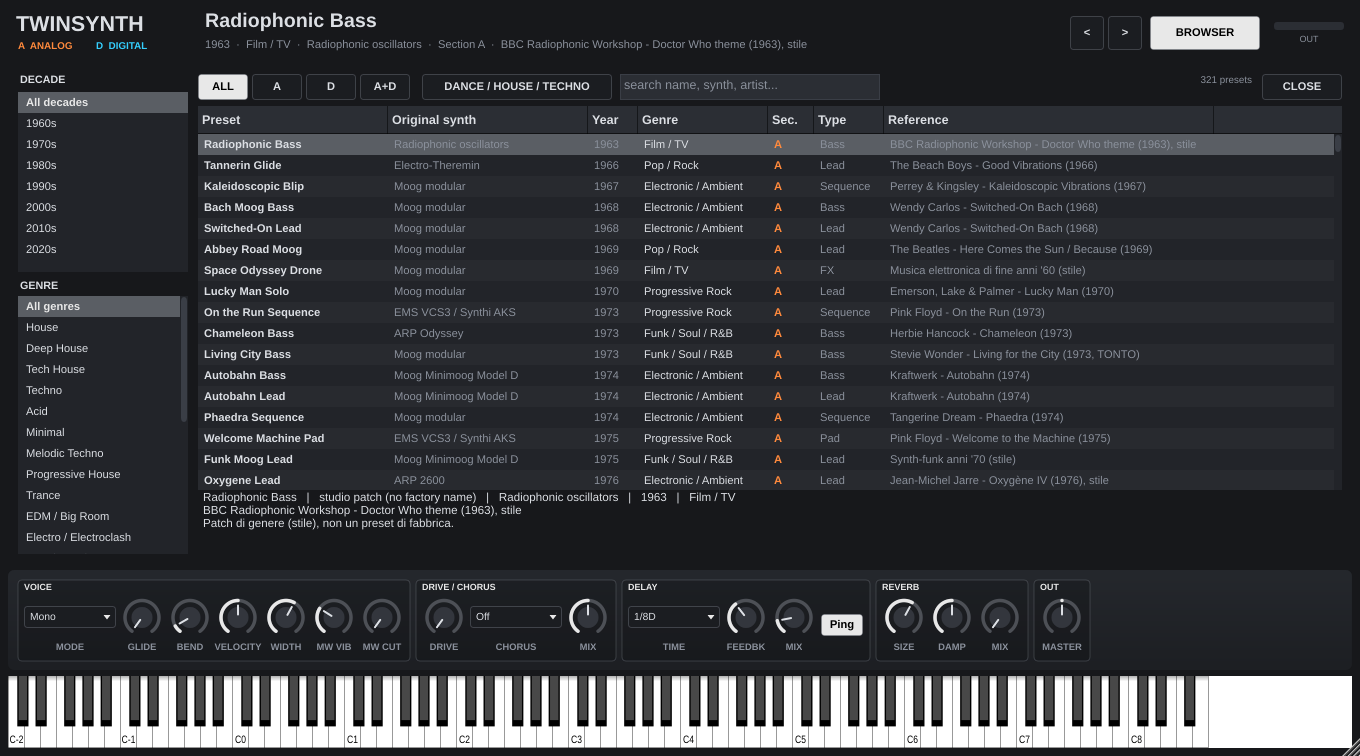 TWINSYNTH
A ANALOG D DIGITAL
Radiophonic Bass
1963 · Film / TV · Radiophonic oscillators · Section A · BBC Radiophonic Workshop - Doctor Who theme (1963), stile
< > BROWSER OUT
DECADE
All decades
1960s
1970s
1980s
1990s
2000s
2010s
2020s
GENRE
All genres
House
Deep House
Tech House
Techno
Acid
Minimal
Melodic Techno
Progressive House
Trance
EDM / Big Room
Electro / Electroclash
ALL A D A+D DANCE / HOUSE / TECHNO search name, synth, artist... 321 presets CLOSE
Preset Original synth Year Genre Sec. Type Reference
Radiophonic Bass Radiophonic oscillators 1963 Film / TV A Bass BBC Radiophonic Workshop - Doctor Who theme (1963), stile
Tannerin Glide Electro-Theremin 1966 Pop / Rock A Lead The Beach Boys - Good Vibrations (1966)
Kaleidoscopic Blip Moog modular 1967 Electronic / Ambient A Sequence Perrey & Kingsley - Kaleidoscopic Vibrations (1967)
Bach Moog Bass Moog modular 1968 Electronic / Ambient A Bass Wendy Carlos - Switched-On Bach (1968)
Switched-On Lead Moog modular 1968 Electronic / Ambient A Lead Wendy Carlos - Switched-On Bach (1968)
Abbey Road Moog Moog modular 1969 Pop / Rock A Lead The Beatles - Here Comes the Sun / Because (1969)
Space Odyssey Drone Moog modular 1969 Film / TV A FX Musica elettronica di fine anni '60 (stile)
Lucky Man Solo Moog modular 1970 Progressive Rock A Lead Emerson, Lake & Palmer - Lucky Man (1970)
On the Run Sequence EMS VCS3 / Synthi AKS 1973 Progressive Rock A Sequence Pink Floyd - On the Run (1973)
Chameleon Bass ARP Odyssey 1973 Funk / Soul / R&B A Bass Herbie Hancock - Chameleon (1973)
Living City Bass Moog modular 1973 Funk / Soul / R&B A Bass Stevie Wonder - Living for the City (1973, TONTO)
Autobahn Bass Moog Minimoog Model D 1974 Electronic / Ambient A Bass Kraftwerk - Autobahn (1974)
Autobahn Lead Moog Minimoog Model D 1974 Electronic / Ambient A Lead Kraftwerk - Autobahn (1974)
Phaedra Sequence Moog modular 1974 Electronic / Ambient A Sequence Tangerine Dream - Phaedra (1974)
Welcome Machine Pad EMS VCS3 / Synthi AKS 1975 Progressive Rock A Pad Pink Floyd - Welcome to the Machine (1975)
Funk Moog Lead Moog Minimoog Model D 1975 Funk / Soul / R&B A Lead Synth-funk anni '70 (stile)
Oxygene Lead ARP 2600 1976 Electronic / Ambient A Lead Jean-Michel Jarre - Oxygène IV (1976), stile
Radiophonic Bass | studio patch (no factory name) | Radiophonic oscillators | 1963 | Film / TV
BBC Radiophonic Workshop - Doctor Who theme (1963), stile
Patch di genere (stile), non un preset di fabbrica.
VOICE
Mono
MODE GLIDE BEND VELOCITY WIDTH MW VIB MW CUT
DRIVE / CHORUS
Off
DRIVE CHORUS MIX
DELAY
1/8D Ping
TIME FEEDBK MIX
REVERB
SIZE DAMP MIX
OUT
MASTER
C-2 C-1 C0 C1 C2 C3 C4 C5 C6 C7 C8